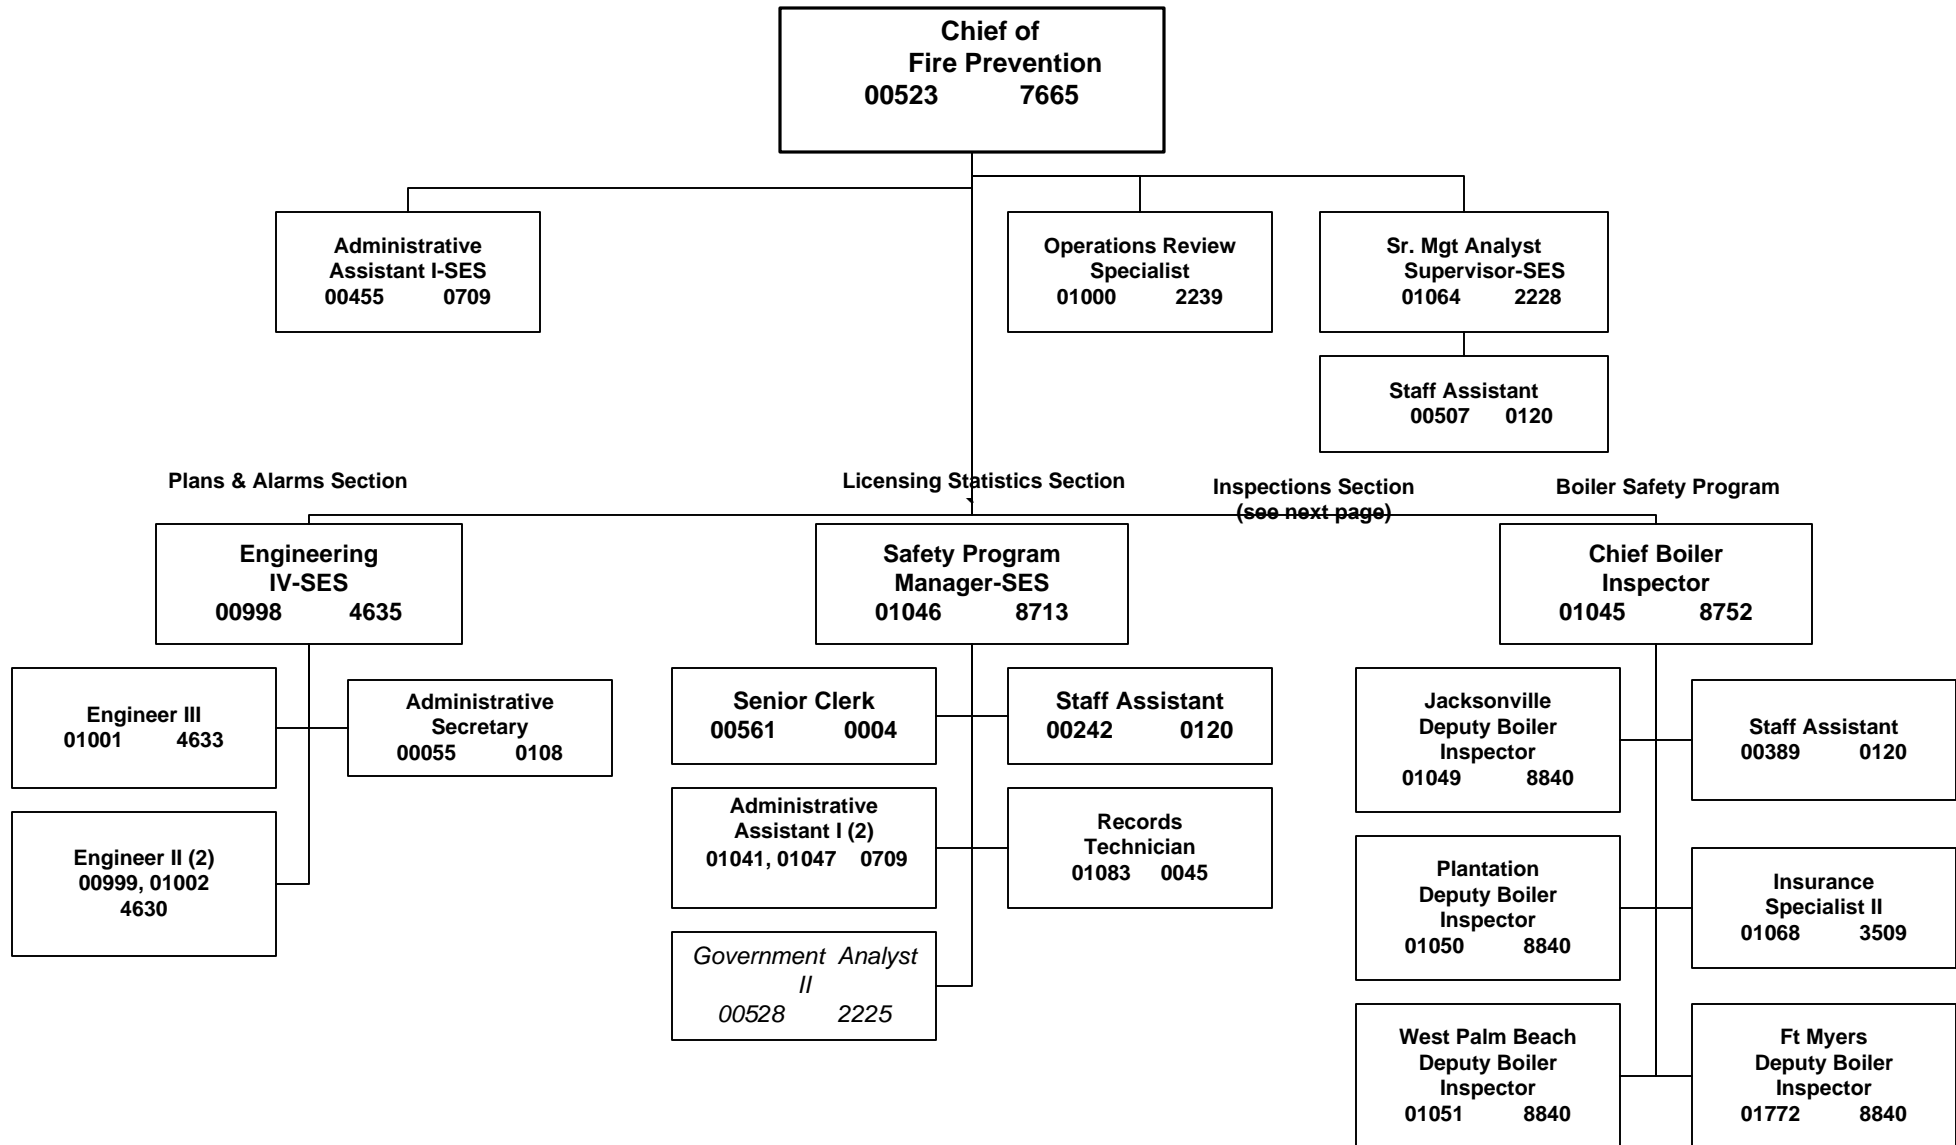 Chief of
Fire Prevention
00523 7665
Administrative
Assistant I-SES
00455 0709
Operations Review
Specialist
01000 2239
Sr. Mgt Analyst
Supervisor-SES
01064 2228
Staff Assistant
00507 0120
Plans & Alarms Section
Licensing Statistics Section
Inspections Section
(see next page)
Boiler Safety Program
Engineering
IV-SES
00998 4635
Safety Program
Manager-SES
01046 8713
Chief Boiler
Inspector
01045 8752
Engineer III
01001 4633
Administrative
Secretary
00055 0108
Engineer II (2)
00999, 01002
4630
Senior Clerk
00561 0004
Staff Assistant
00242 0120
Administrative
Assistant I (2)
01041, 01047 0709
Records
Technician
01083 0045
Government Analyst
II
00528 2225
Jacksonville
Deputy Boiler
Inspector
01049 8840
Staff Assistant
00389 0120
Plantation
Deputy Boiler
Inspector
01050 8840
Insurance
Specialist II
01068 3509
West Palm Beach
Deputy Boiler
Inspector
01051 8840
Ft Myers
Deputy Boiler
Inspector
01772 8840